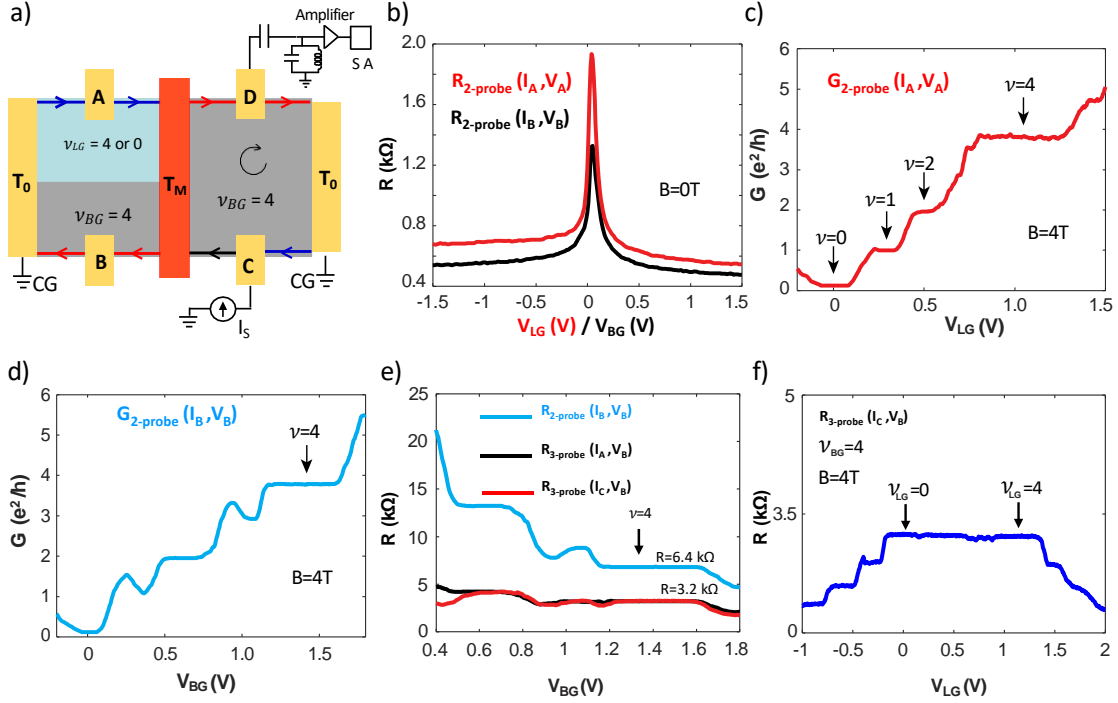 a)
Amplifier
S A
A
D
ν_LG = 4 or 0
T_0
T_M
T_0
ν_BG = 4
ν_BG = 4
B
C
CG
CG
I_S
b)
R_2-probe (I_A,V_A)
R_2-probe (I_B,V_B)
B=0T
R (kΩ)
2.0
1.6
1.2
0.8
0.4
-1.5
-1
-0.5
0
0.5
1
1.5
V_LG (V) / V_BG (V)
c)
G_2-probe (I_A,V_A)
ν=4
ν=2
ν=1
ν=0
B=4T
G (e²/h)
6
5
4
3
2
1
0
0
0.5
1.0
1.5
V_LG (V)
d)
G_2-probe (I_B,V_B)
ν=4
B=4T
G (e²/h)
6
5
4
3
2
1
0
0
0.5
1.0
1.5
V_BG (V)
e)
R_2-probe (I_B,V_B)
R_3-probe (I_A,V_B)
R_3-probe (I_C,V_B)
ν=4
R=6.4 kΩ
R=3.2 kΩ
R (kΩ)
25
20
15
10
5
0
0.4
0.6
0.8
1.0
1.2
1.4
1.6
1.8
V_BG (V)
f)
R_3-probe (I_C,V_B)
ν_BG=4
B=4T
ν_LG=0
ν_LG=4
R (kΩ)
5
3.5
0
-1
-0.5
0
0.5
1
1.5
2
V_LG (V)